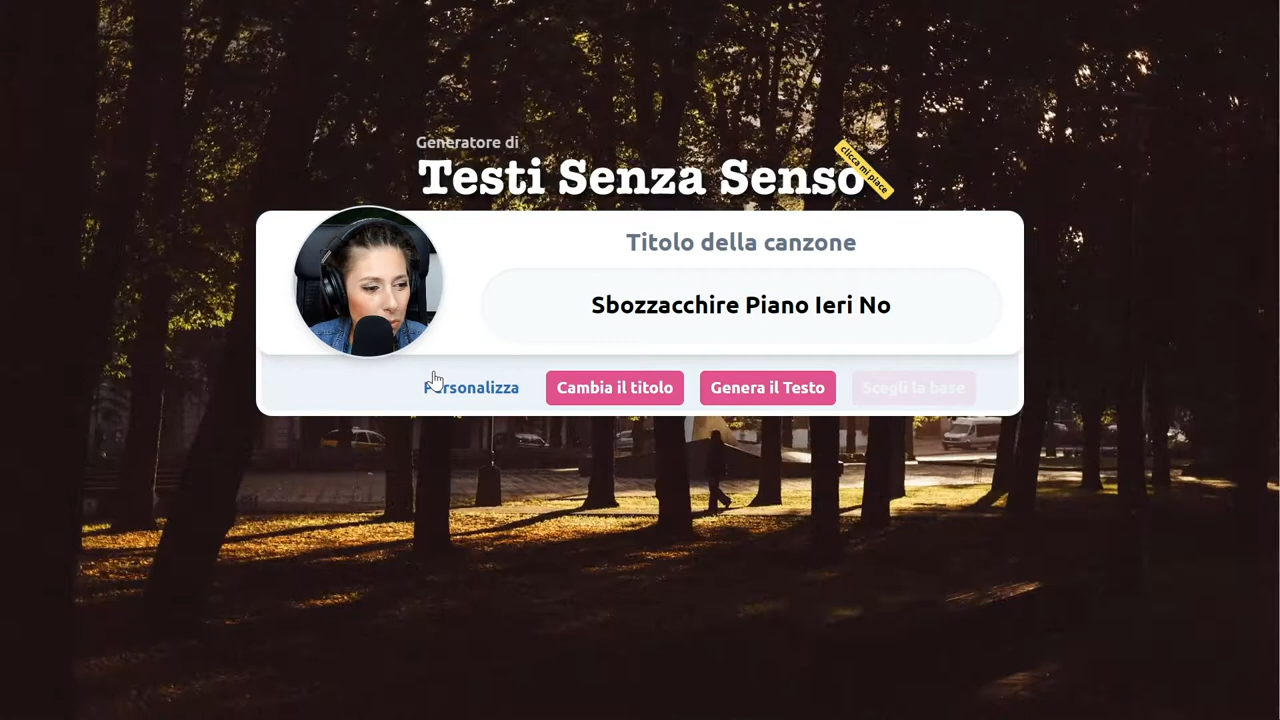 Generatore di
Testi Senza Senso
clicca mi piace
Titolo della canzone
Sbozzacchire Piano Ieri No
Personalizza
Cambia il titolo
Genera il Testo
Scegli la base